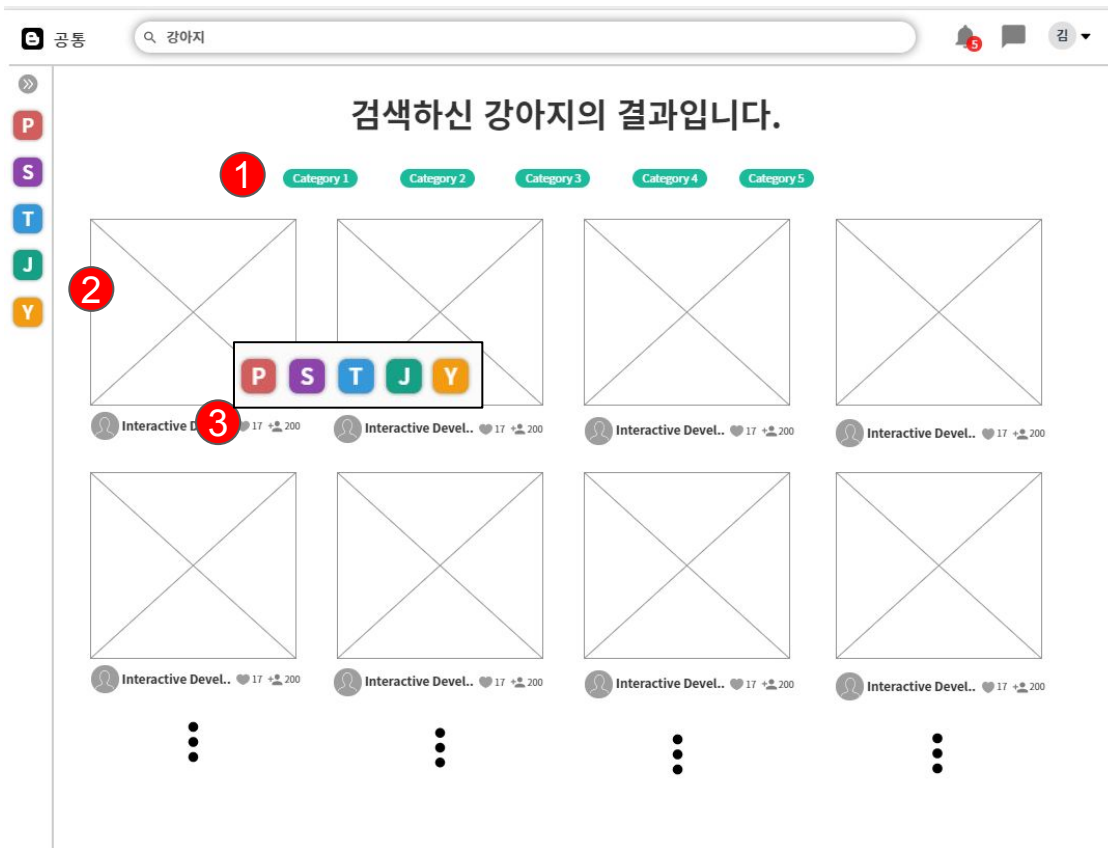 공통
강아지
5
김
검색하신 강아지의 결과입니다.
1
Category 1
Category 2
Category 3
Category 4
Category 5
P
S
T
J
Y
2
P S T J Y
3
Interactive D 17 200
Interactive Devel.. 17 +200
Interactive Devel.. 17 +200
Interactive Devel.. 17 +200
Interactive Devel.. 17 +200
Interactive Devel.. 17 +200
Interactive Devel.. 17 +200
Interactive Devel.. 17 +200